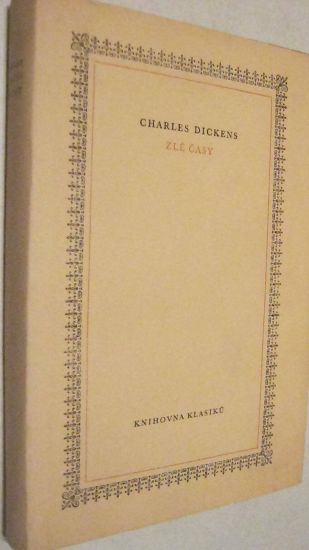 CHARLES DICKENS
ZLÉ ČASY
KNIHOVNA KLASIKŮ